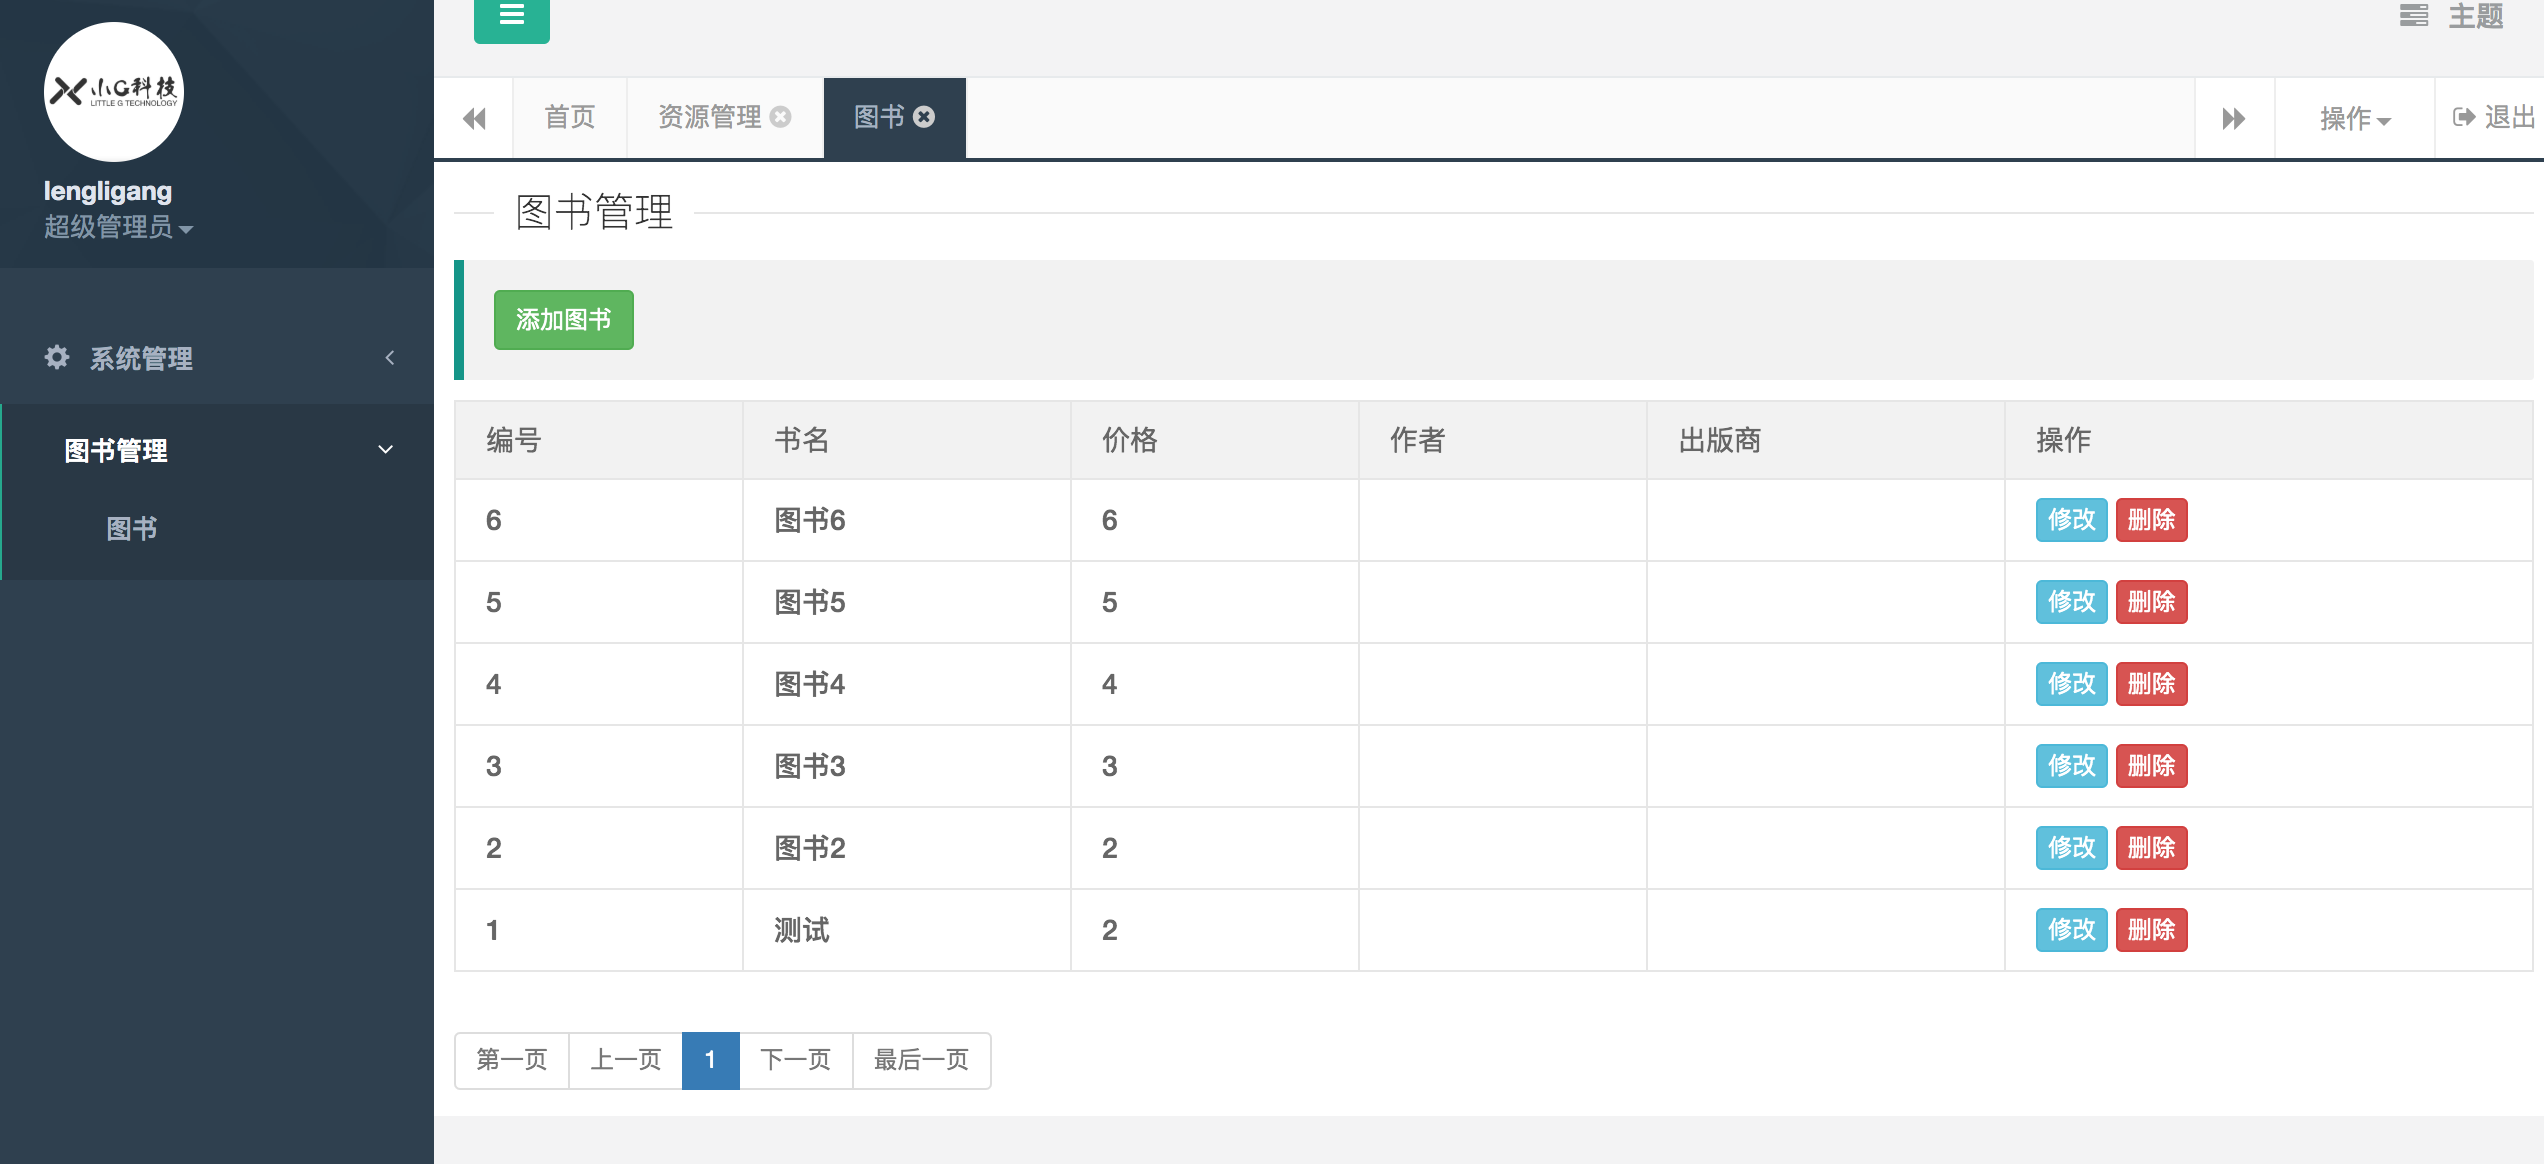 小G科技
LITTLE G TECHNOLOGY
lengligang
超级管理员
系统管理
图书管理
图书
主题
首页 资源管理 图书 操作 退出
图书管理
添加图书
编号 书名 价格 作者 出版商 操作
6 图书6 6 修改 删除
5 图书5 5 修改 删除
4 图书4 4 修改 删除
3 图书3 3 修改 删除
2 图书2 2 修改 删除
1 测试 2 修改 删除
第一页 上一页 1 下一页 最后一页